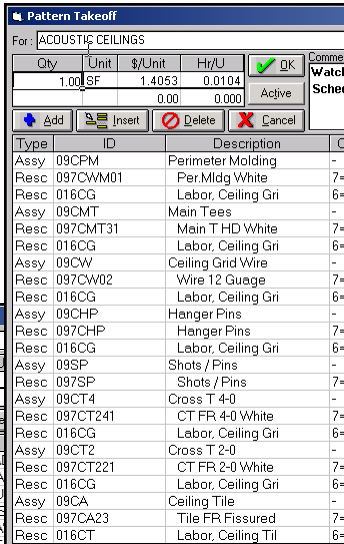 Pattern Takeoff
For: ACOUSTIC CEILINGS
Qty Unit $/Unit Hr/U OK Comme
1.00 SF 1.4053 0.0104 Watch
0.00 0.000 Active Sche
Add Insert Delete Cancel
Type ID Description
Assy 09CPM Perimeter Molding -
Resc 097CWM01 Per.Mldg White 7=
Resc 016CG Labor, Ceiling Gri 6=
Assy 09CMT Main Tees -
Resc 097CMT31 Main T HD White 7=
Resc 016CG Labor, Ceiling Gri 6=
Assy 09CW Ceiling Grid Wire -
Resc 097CW02 Wire 12 Guage 7=
Resc 016CG Labor, Ceiling Gri 6=
Assy 09CHP Hanger Pins -
Resc 097CHP Hanger Pins 7=
Resc 016CG Labor, Ceiling Gri 6=
Assy 09SP Shots / Pins -
Resc 097SP Shots / Pins 7=
Assy 09CT4 Cross T 4-0 -
Resc 097CT241 CT FR 4-0 White 7=
Resc 016CG Labor, Ceiling Gri 6=
Assy 09CT2 Cross T 2-0 -
Resc 097CT221 CT FR 2-0 White 7=
Resc 016CG Labor, Ceiling Gri 6=
Assy 09CA Ceiling Tile -
Resc 097CA23 Tile FR Fissured 7=
Resc 016CT Labor, Ceiling Til 6=